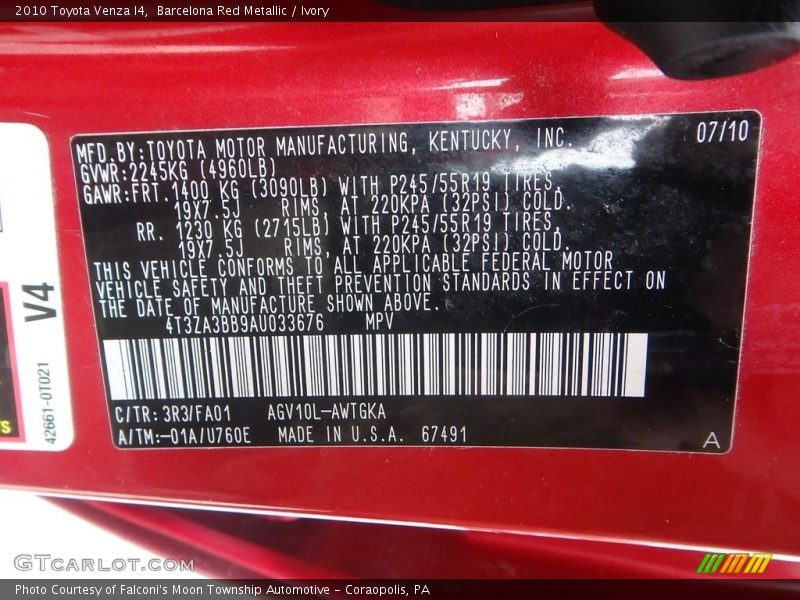 2010 Toyota Venza I4,  Barcelona Red Metallic / Ivory
MFD.BY:TOYOTA MOTOR MANUFACTURING, KENTUCKY, INC. 07/10
GVWR:2245KG (4960LB)
GAWR:FRT.1400 KG (3090LB) WITH P245/55R19 TIRES,
19X7.5J RIMS, AT 220KPA (32PSI) COLD.
RR. 1230 KG (2715LB) WITH P245/55R19 TIRES,
19X7.5J RIMS, AT 220KPA (32PSI) COLD.
THIS VEHICLE CONFORMS TO ALL APPLICABLE FEDERAL MOTOR
VEHICLE SAFETY AND THEFT PREVENTION STANDARDS IN EFFECT ON
THE DATE OF MANUFACTURE SHOWN ABOVE.
4T3ZA3BB9AU033676 MPV
C/TR: 3R3/FA01 AGV10L-AWTGKA
A/TM:-01A/U760E MADE IN U.S.A. 67491
A
V4
42661-0T021
TS
GTCARLOT.COM
Photo Courtesy of Falconi's Moon Township Automotive - Coraopolis, PA